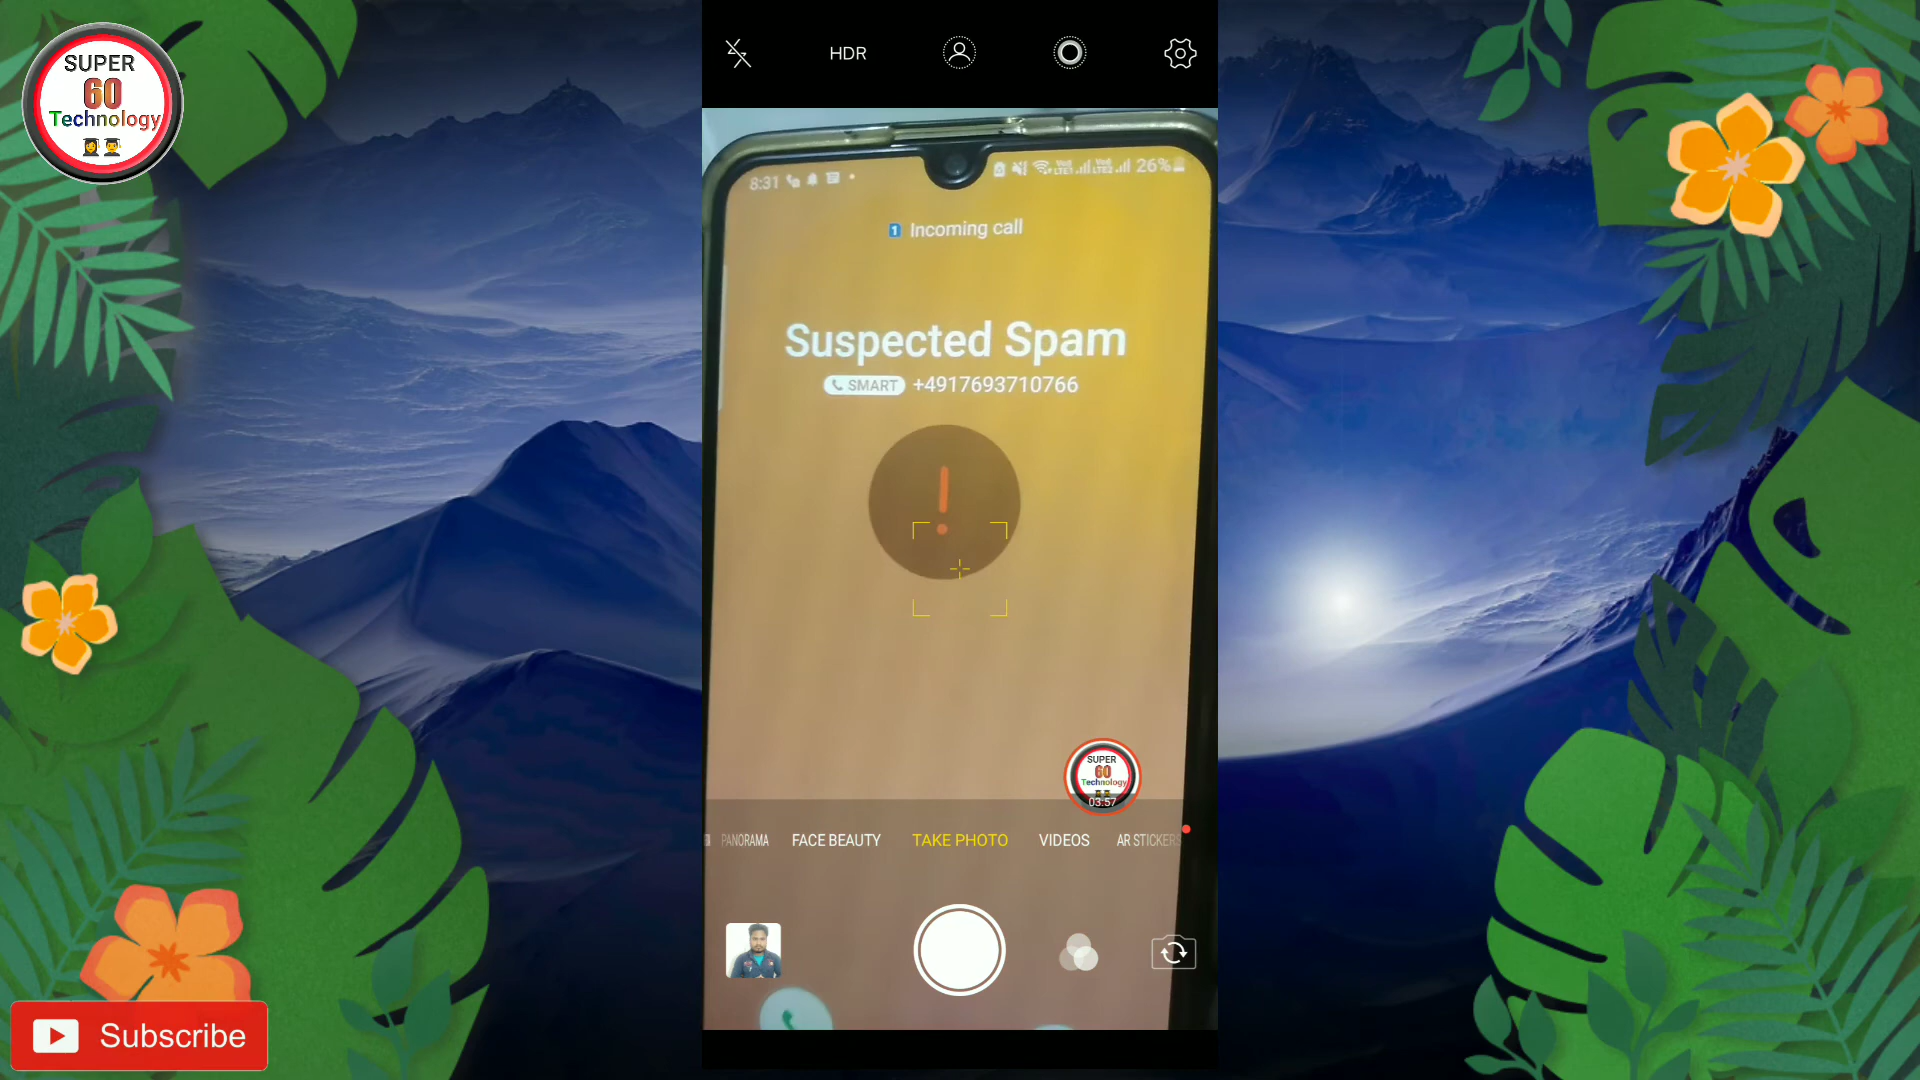 SUPER
60
Technology
HDR
8:31
26%
1 Incoming call
Suspected Spam
SMART +4917693710766
SUPER
60
Technology
03:57
PANORAMA FACE BEAUTY TAKE PHOTO VIDEOS AR STICKERS
Subscribe